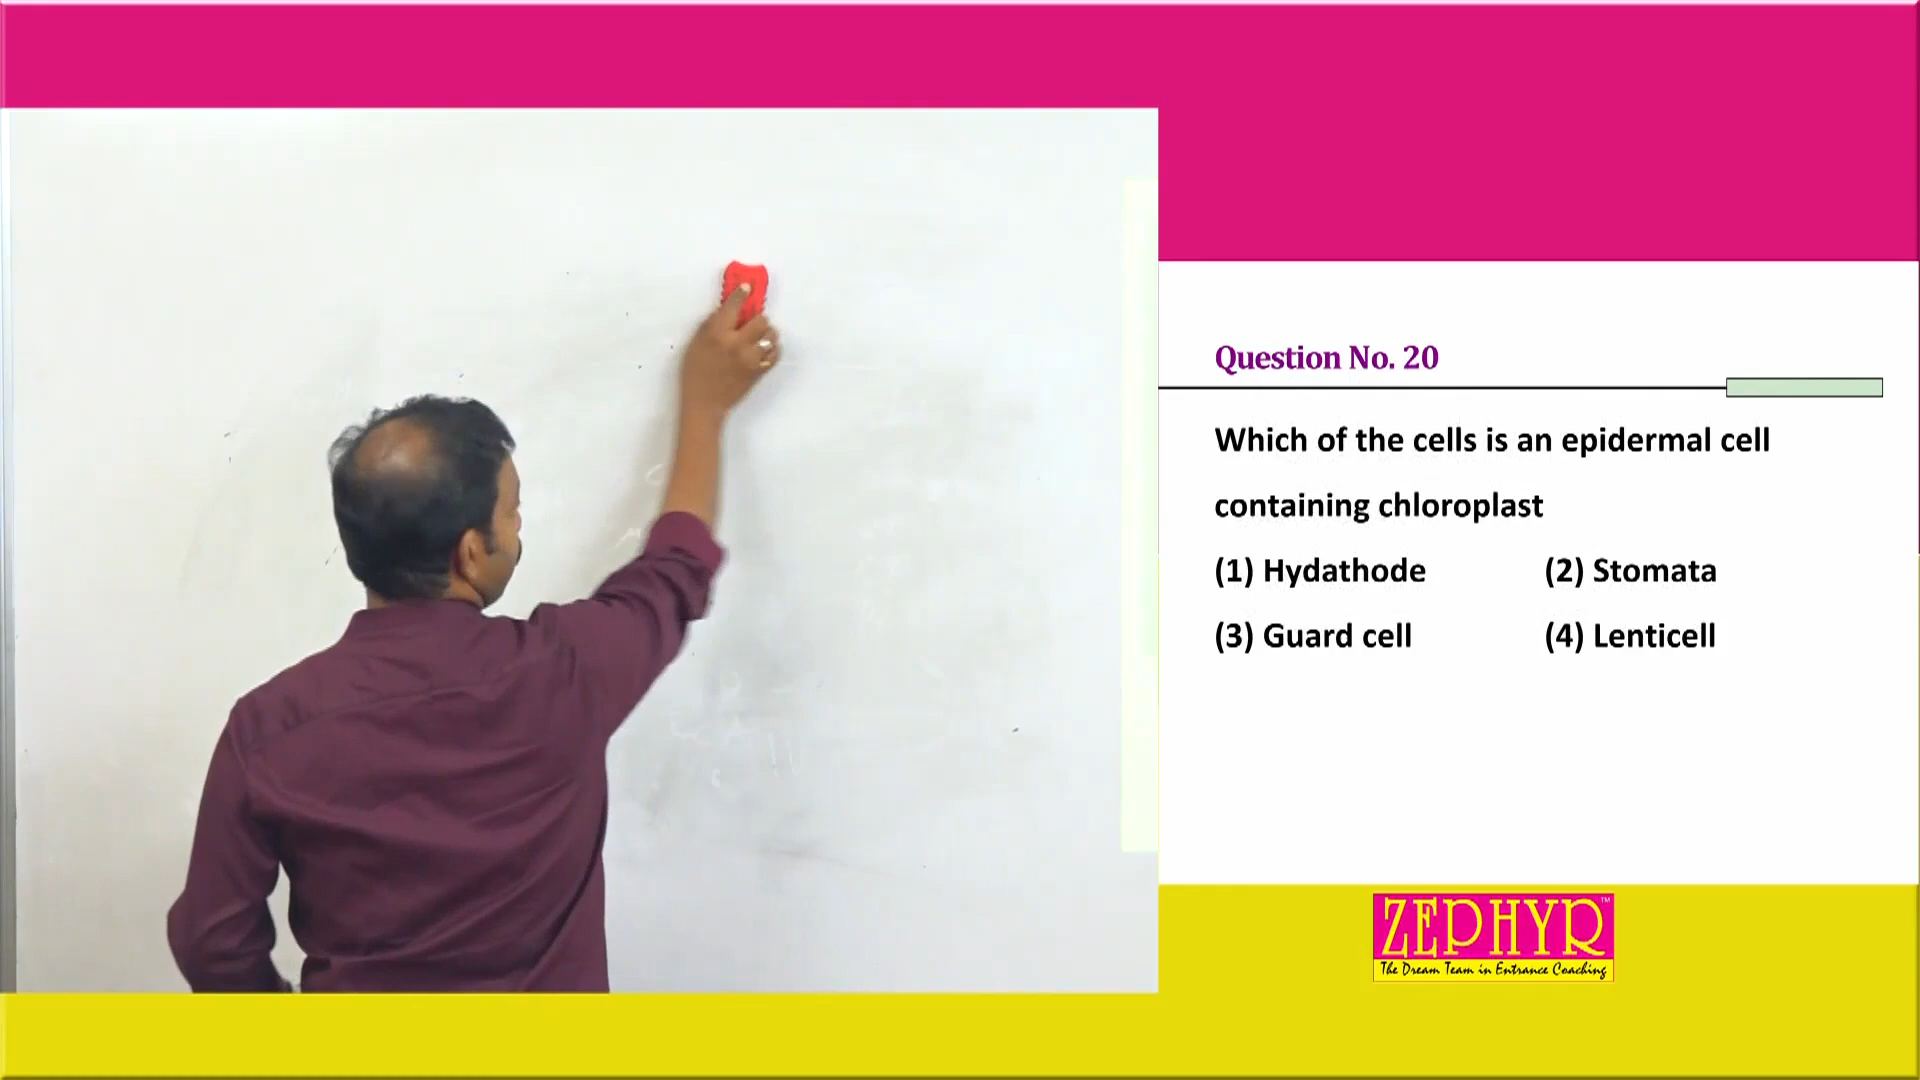 Question No. 20
Which of the cells is an epidermal cell
containing chloroplast
(1) Hydathode (2) Stomata
(3) Guard cell (4) Lenticell
ZEPHYR™
The Dream Team in Entrance Coaching